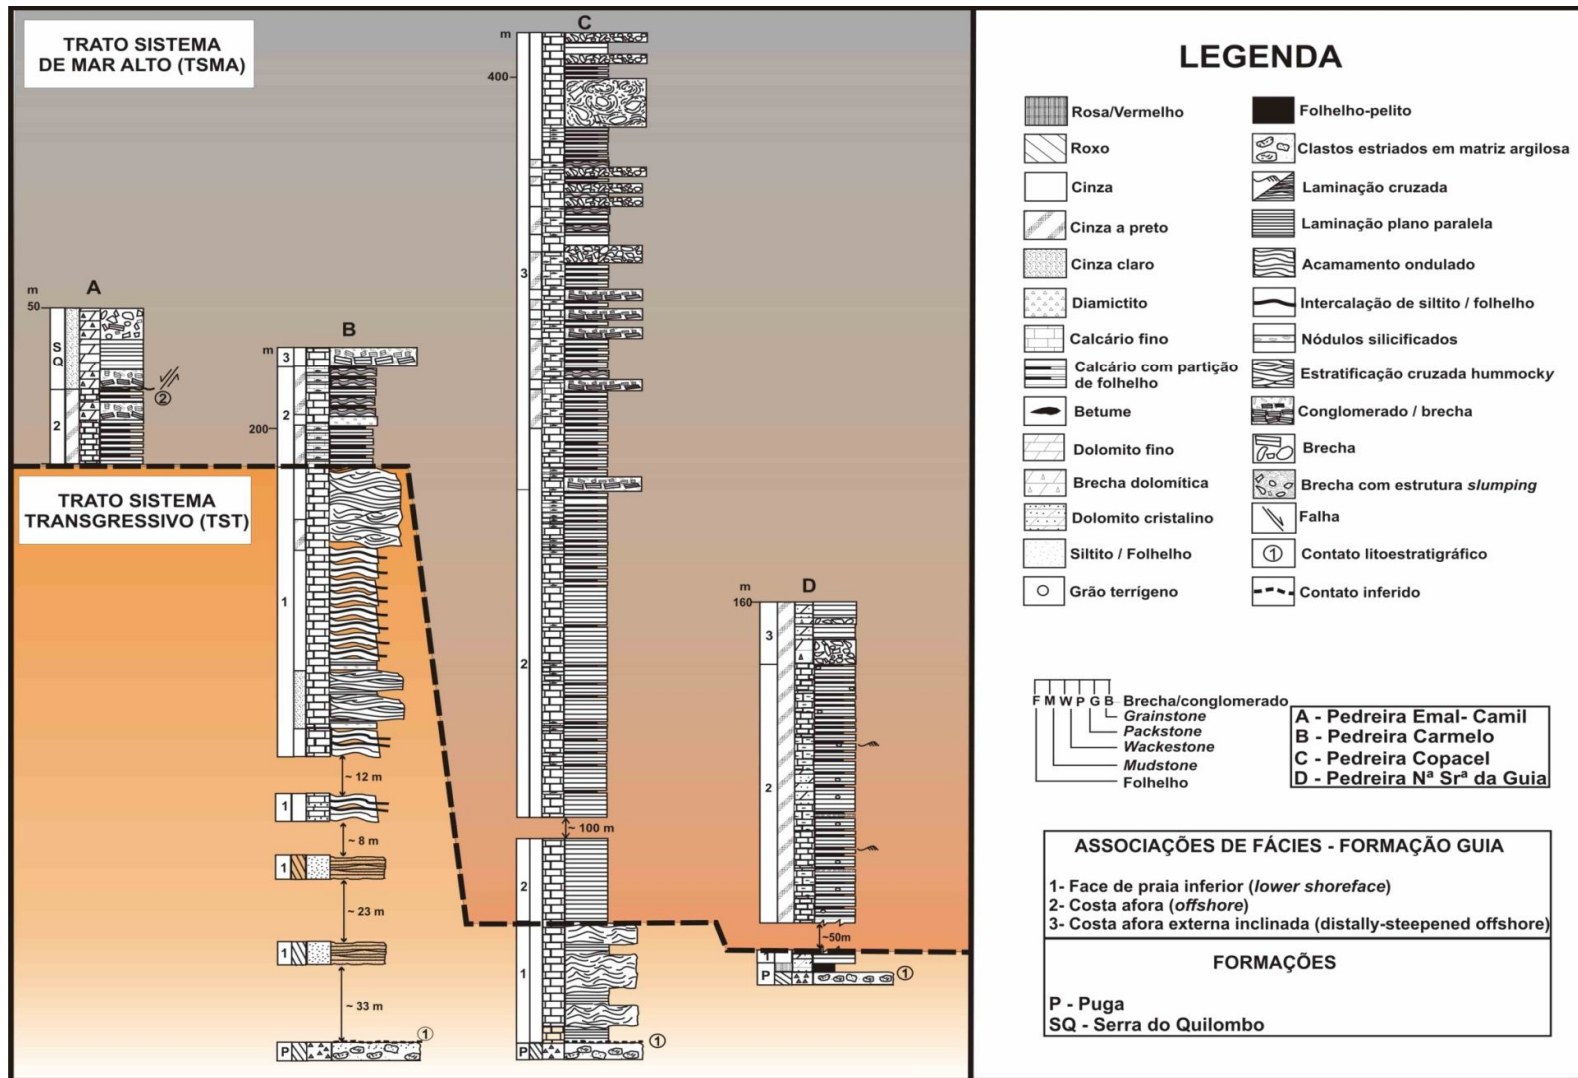 TRATO SISTEMA
DE MAR ALTO (TSMA)
A
m
50
S
Q
2
②
B
m
3
2
200
1
~ 12 m
1
~ 8 m
1
~ 23 m
1
~ 33 m
①
P
C
m
400
3
2
~ 100 m
2
1
①
P
D
m
160
3
2
~50m
1
P
①
TRATO SISTEMA
TRANSGRESSIVO (TST)
LEGENDA
Rosa/Vermelho
Roxo
Cinza
Cinza a preto
Cinza claro
Diamictito
Calcário fino
Calcário com partição
de folhelho
Betume
Dolomito fino
Brecha dolomítica
Dolomito cristalino
Siltito / Folhelho
Grão terrígeno
Folhelho-pelito
Clastos estriados em matriz argilosa
Laminação cruzada
Laminação plano paralela
Acamamento ondulado
Intercalação de siltito / folhelho
Nódulos silicificados
Estratificação cruzada hummocky
Conglomerado / brecha
Brecha
Brecha com estrutura slumping
Falha
① Contato litoestratigráfico
Contato inferido
F M W P G B
Brecha/conglomerado
Grainstone
Packstone
Wackestone
Mudstone
Folhelho
A - Pedreira Emal- Camil
B - Pedreira Carmelo
C - Pedreira Copacel
D - Pedreira Nª Srª da Guia
ASSOCIAÇÕES DE FÁCIES - FORMAÇÃO GUIA
1- Face de praia inferior (lower shoreface)
2- Costa afora (offshore)
3- Costa afora externa inclinada (distally-steepened offshore)
FORMAÇÕES
P - Puga
SQ - Serra do Quilombo